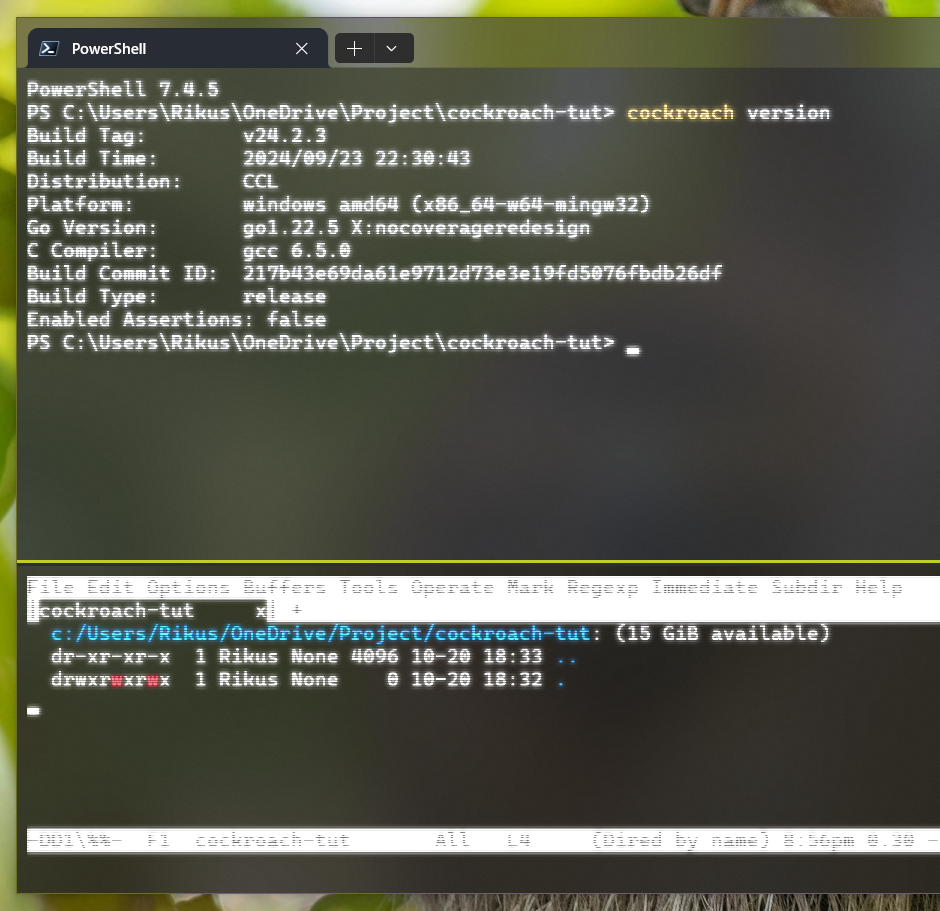 PowerShell
PowerShell 7.4.5
PS C:\Users\Rikus\OneDrive\Project\cockroach-tut> cockroach version
Build Tag:        v24.2.3
Build Time:       2024/09/23 22:30:43
Distribution:     CCL
Platform:         windows amd64 (x86_64-w64-mingw32)
Go Version:       go1.22.5 X:nocoverageredesign
C Compiler:       gcc 6.5.0
Build Commit ID:  217b43e69da61e9712d73e3e19fd5076fbdb26df
Build Type:       release
Enabled Assertions: false
PS C:\Users\Rikus\OneDrive\Project\cockroach-tut>
File Edit Options Buffers Tools Operate Mark Regexp Immediate Subdir Help
cockroach-tut     x  +
c:/Users/Rikus/OneDrive/Project/cockroach-tut: (15 GiB available)
dr-xr-xr-x  1 Rikus None 4096 10-20 18:33 ..
drwxrwxrwx  1 Rikus None    0 10-20 18:32 .
-DD1\%%-  F1  cockroach-tut       All   L4     (Dired by name) 8:56pm 0.30 -